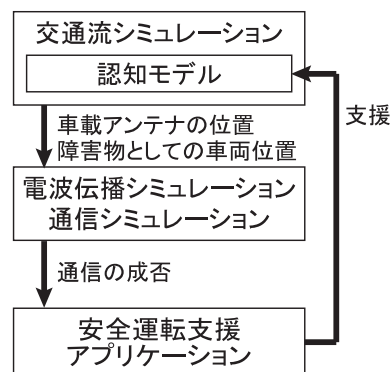 交通流シミュレーション
認知モデル
支援
車載アンテナの位置
障害物としての車両位置
電波伝播シミュレーション
通信シミュレーション
通信の成否
安全運転支援
アプリケーション